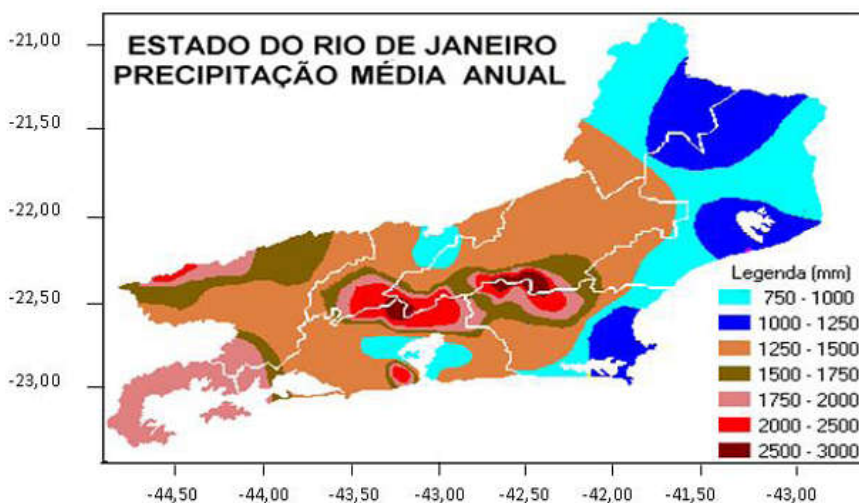 ESTADO DO RIO DE JANEIRO
PRECIPITAÇÃO MÉDIA ANUAL
-21,00
-21,50
-22,00
-22,50
-23,00
Legenda (mm)
750 - 1000
1000 - 1250
1250 - 1500
1500 - 1750
1750 - 2000
2000 - 2500
2500 - 3000
-44,50 -44,00 -43,50 -43,00 -42,50 -42,00 -41,50 -43,00